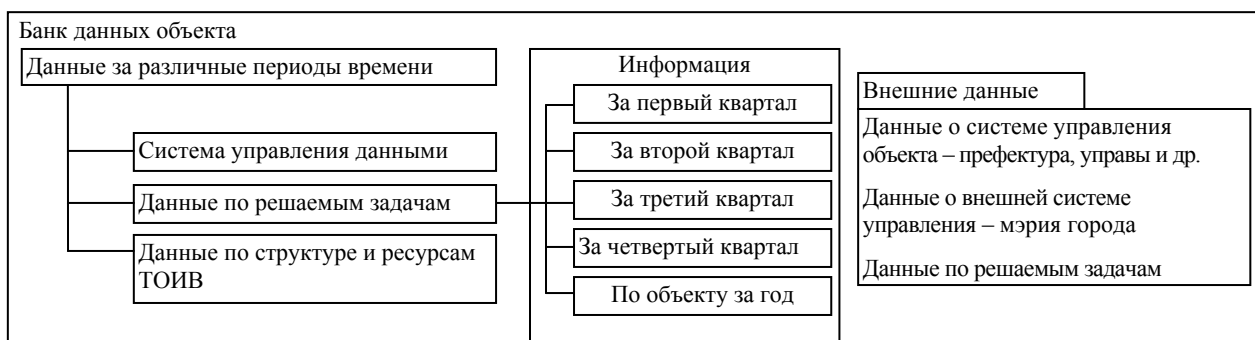 Банк данных объекта
Данные за различные периоды времени
Система управления данными
Данные по решаемым задачам
Данные по структуре и ресурсам
ТОИВ
Информация
За первый квартал
За второй квартал
За третий квартал
За четвертый квартал
По объекту за год
Внешние данные
Данные о системе управления
объекта – префектура, управы и др.
Данные о внешней системе
управления – мэрия города
Данные по решаемым задачам